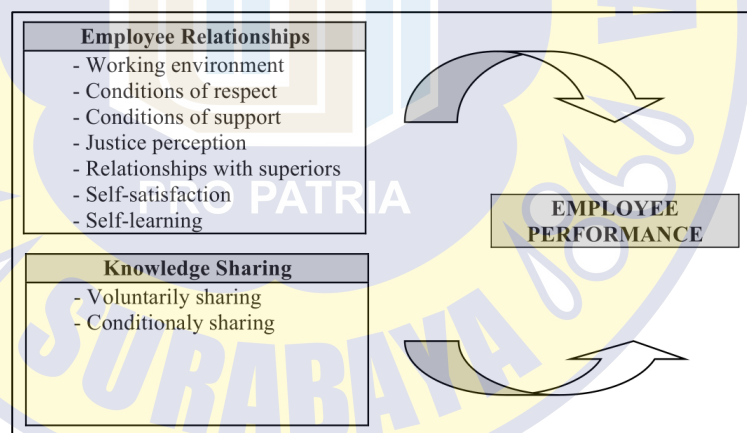 Employee Relationships
- Working environment
- Conditions of respect
- Conditions of support
- Justice perception
- Relationships with superiors
- Self-satisfaction
- Self-learning
PRO PATRIA
EMPLOYEE
PERFORMANCE
Knowledge Sharing
- Voluntarily sharing
- Conditionaly sharing
SURABAYA